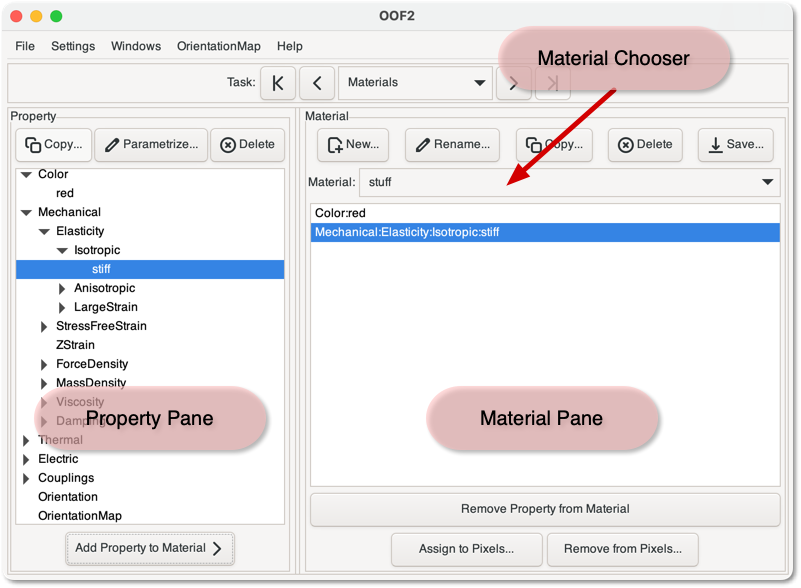 OOF2
File Settings Windows OrientationMap Help
Material Chooser
Task: Materials
Property
Copy... Parametrize... Delete
Color
red
Mechanical
Elasticity
Isotropic
stiff
Anisotropic
LargeStrain
StressFreeStrain
ZStrain
ForceDensity
MassDensity
Viscosity
Damping
Property Pane
Thermal
Electric
Couplings
Orientation
OrientationMap
Add Property to Material
Material
New... Rename... Copy... Delete Save...
Material: stuff
Color:red
Mechanical:Elasticity:Isotropic:stiff
Material Pane
Remove Property from Material
Assign to Pixels... Remove from Pixels...